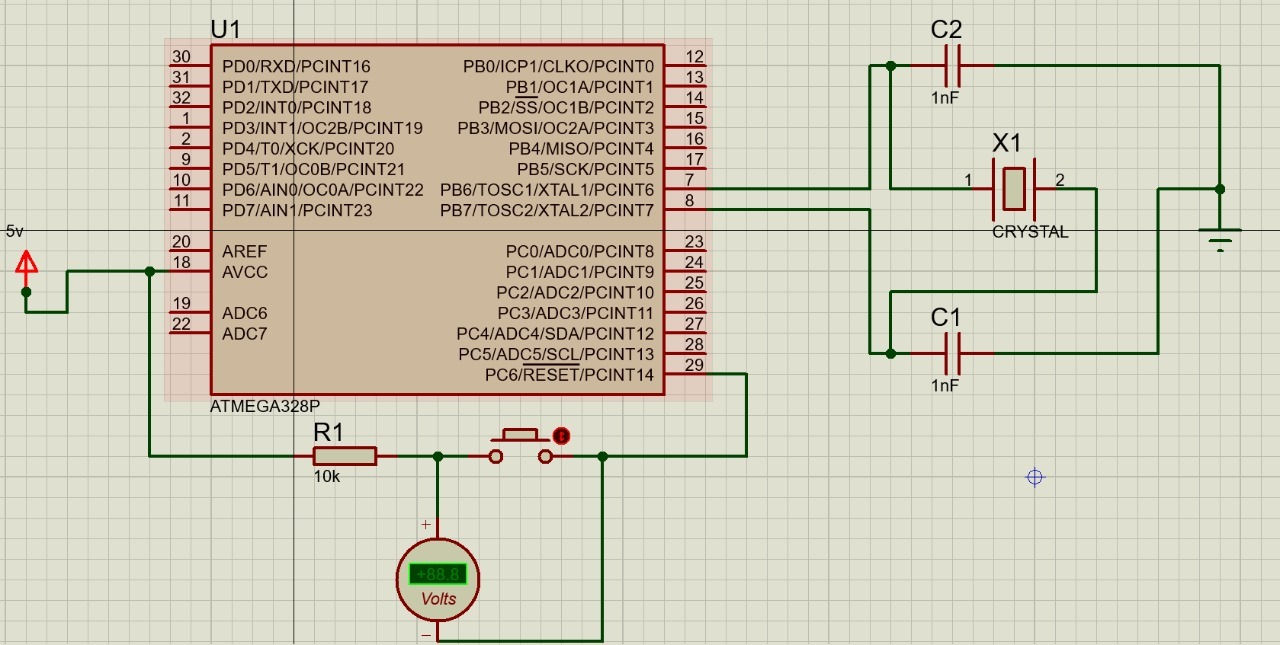 U1
30 PD0/RXD/PCINT16 PB0/ICP1/CLKO/PCINT0 12
31 PD1/TXD/PCINT17 PB1/OC1A/PCINT1 13
32 PD2/INT0/PCINT18 PB2/SS/OC1B/PCINT2 14
1 PD3/INT1/OC2B/PCINT19 PB3/MOSI/OC2A/PCINT3 15
2 PD4/T0/XCK/PCINT20 PB4/MISO/PCINT4 16
9 PD5/T1/OC0B/PCINT21 PB5/SCK/PCINT5 17
10 PD6/AIN0/OC0A/PCINT22 PB6/TOSC1/XTAL1/PCINT6 7
11 PD7/AIN1/PCINT23 PB7/TOSC2/XTAL2/PCINT7 8
20 AREF PC0/ADC0/PCINT8 23
18 AVCC PC1/ADC1/PCINT9 24
PC2/ADC2/PCINT10 25
19 ADC6 PC3/ADC3/PCINT11 26
22 ADC7 PC4/ADC4/SDA/PCINT12 27
PC5/ADC5/SCL/PCINT13 28
PC6/RESET/PCINT14 29
ATMEGA328P
5v
C2
1nF
X1
1 2
CRYSTAL
C1
1nF
R1
10k
+
+88.8
Volts
−